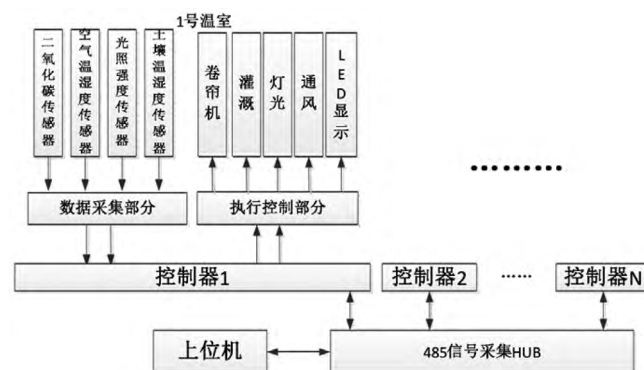 1号温室
二氧化碳传感器
空气温湿度传感器
光照强度传感器
土壤温湿度传感器
卷帘机
灌溉
灯光
通风
LED显示
数据采集部分
执行控制部分
控制器1
控制器2
……
控制器N
上位机
485信号采集HUB